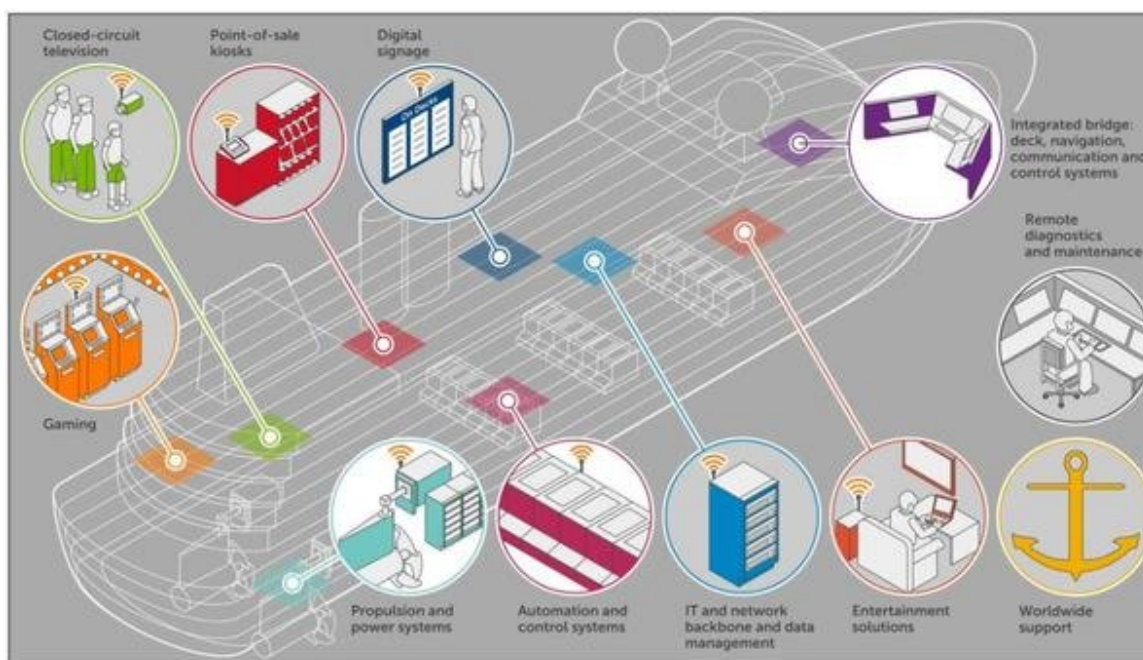 Closed-circuit
television
Point-of-sale
kiosks
Digital
signage
On Decks
Integrated bridge:
deck, navigation,
communication and
control systems
Remote
diagnostics
and maintenance
Gaming
Propulsion and
power systems
Automation and
control systems
IT and network
backbone and data
management
Entertainment
solutions
Worldwide
support